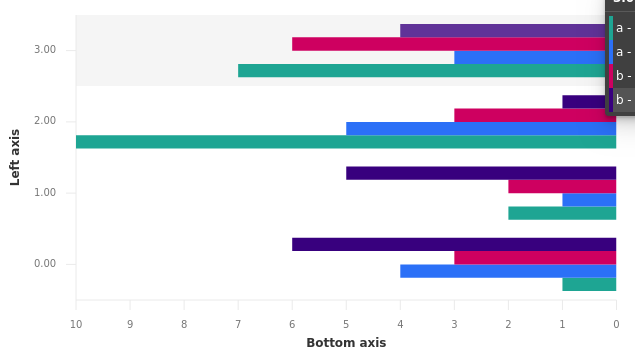 3.00
2.00
1.00
0.00
Left axis
10 9 8 7 6 5 4 3 2 1 0
Bottom axis
a -
a -
b -
b -